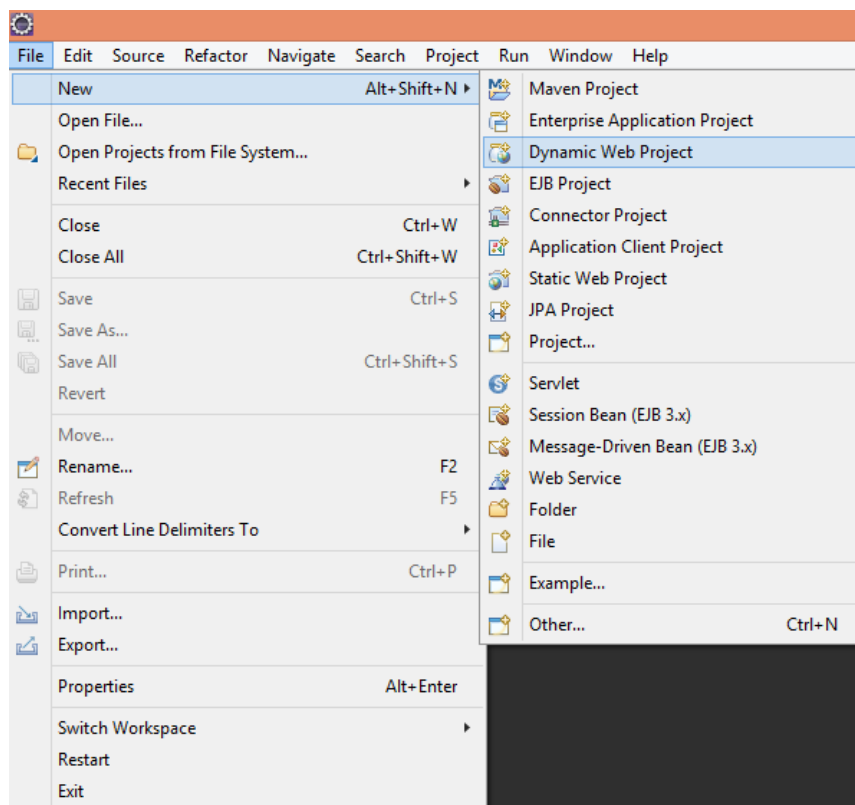 File Edit Source Refactor Navigate Search Project Run Window Help
New Alt+Shift+N
Open File...
Open Projects from File System...
Recent Files
Close Ctrl+W
Close All Ctrl+Shift+W
Save Ctrl+S
Save As...
Save All Ctrl+Shift+S
Revert
Move...
Rename... F2
Refresh F5
Convert Line Delimiters To
Print... Ctrl+P
Import...
Export...
Properties Alt+Enter
Switch Workspace
Restart
Exit
Maven Project
Enterprise Application Project
Dynamic Web Project
EJB Project
Connector Project
Application Client Project
Static Web Project
JPA Project
Project...
Servlet
Session Bean (EJB 3.x)
Message-Driven Bean (EJB 3.x)
Web Service
Folder
File
Example...
Other... Ctrl+N